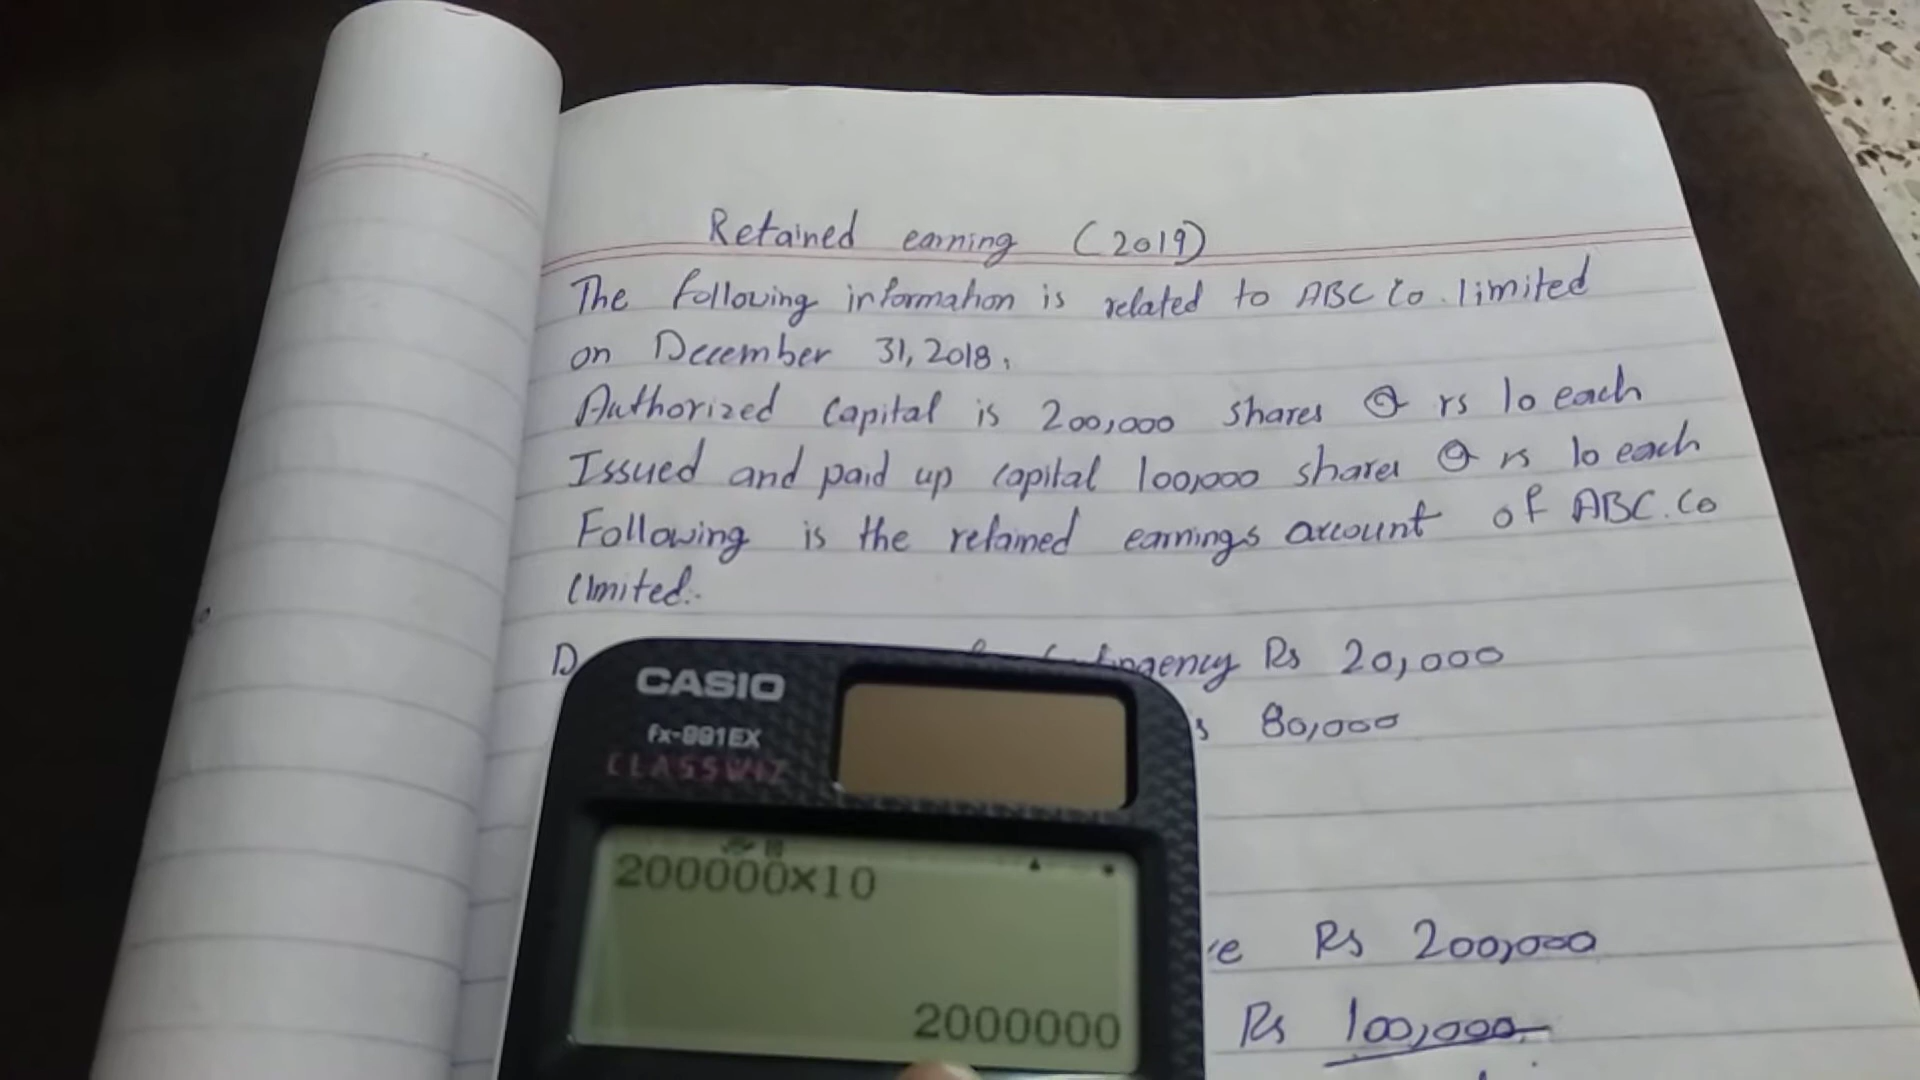 Retained earning (2019)
The following information is related to ABC Co. limited
on December 31, 2018.
Authorized Capital is 200,000 shares @ rs 10 each
Issued and paid up capital 100,000 shares @ rs 10 each
Following is the retained earnings account of ABC. Co
limited.
Rs 20,000
80,000
CASIO
fx-991EX
CLASSWIZ
200000×10
2000000
Rs 200,000
Rs 100,000